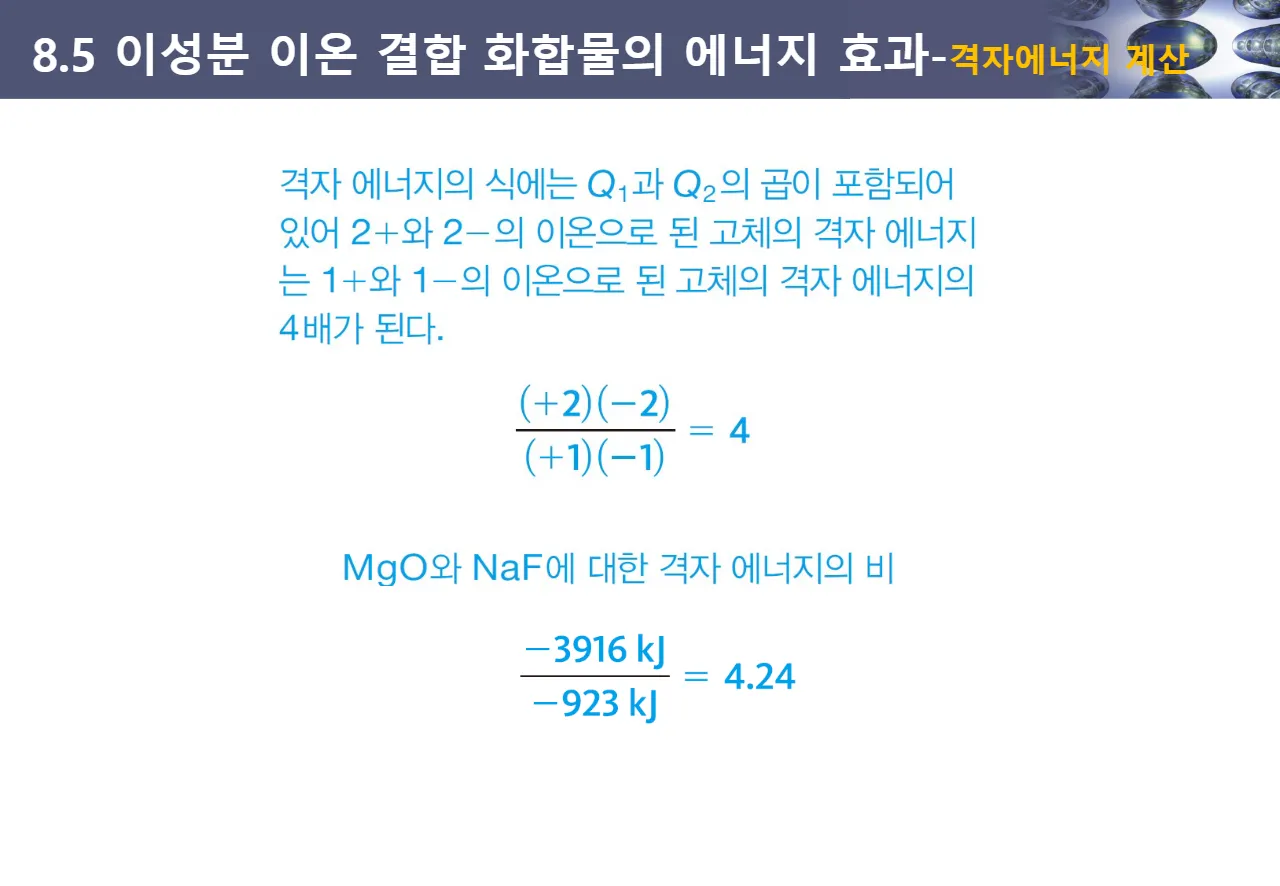 8.5 이성분 이온 결합 화합물의 에너지 효과-격자에너지 계산
격자 에너지의 식에는 Q₁과 Q₂의 곱이 포함되어
있어 2+와 2−의 이온으로 된 고체의 격자 에너지
는 1+와 1−의 이온으로 된 고체의 격자 에너지의
4배가 된다.
(+2)(−2)
(+1)(−1)
= 4
MgO와 NaF에 대한 격자 에너지의 비
−3916 kJ
−923 kJ
= 4.24